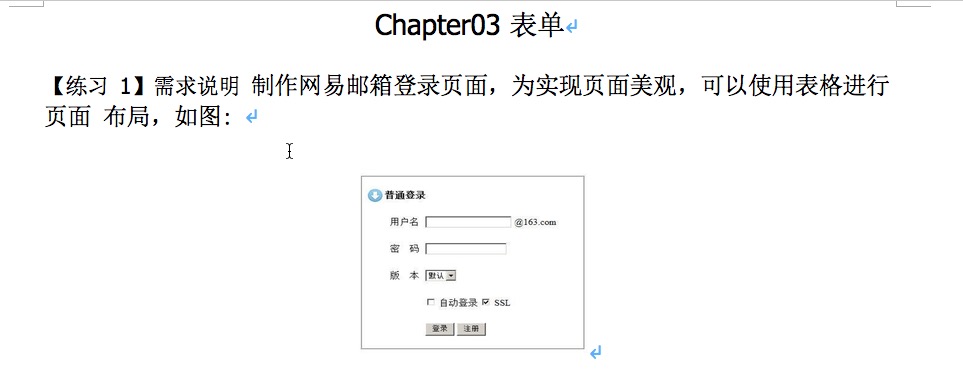 Chapter03 表单
【练习 1】需求说明 制作网易邮箱登录页面，为实现页面美观，可以使用表格进行
页面 布局，如图:
普通登录
用户名 @163.com
密 码
版 本 默认
自动登录 SSL
登录 注册